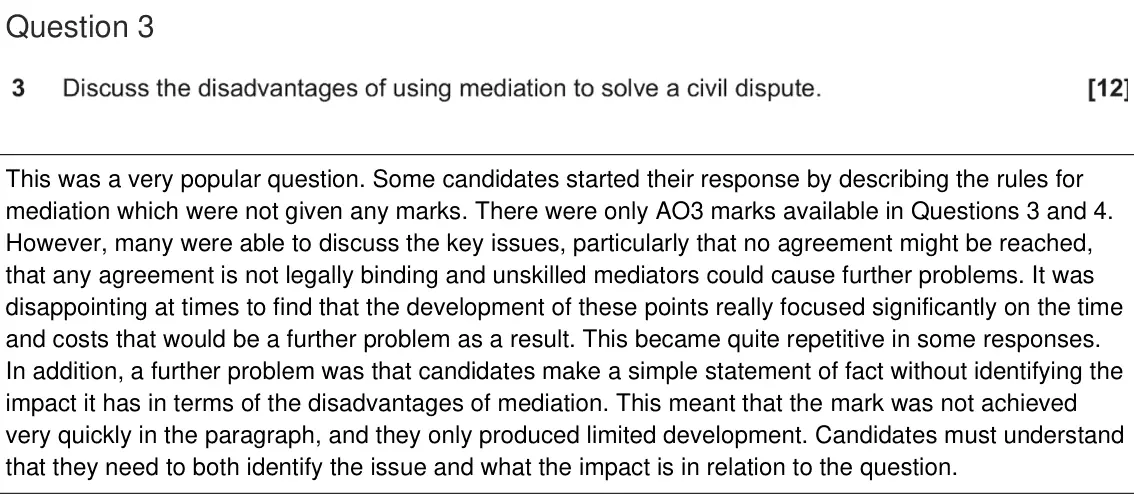 Question 3
3 Discuss the disadvantages of using mediation to solve a civil dispute. [12]
This was a very popular question. Some candidates started their response by describing the rules for
mediation which were not given any marks. There were only AO3 marks available in Questions 3 and 4.
However, many were able to discuss the key issues, particularly that no agreement might be reached,
that any agreement is not legally binding and unskilled mediators could cause further problems. It was
disappointing at times to find that the development of these points really focused significantly on the time
and costs that would be a further problem as a result. This became quite repetitive in some responses.
In addition, a further problem was that candidates make a simple statement of fact without identifying the
impact it has in terms of the disadvantages of mediation. This meant that the mark was not achieved
very quickly in the paragraph, and they only produced limited development. Candidates must understand
that they need to both identify the issue and what the impact is in relation to the question.